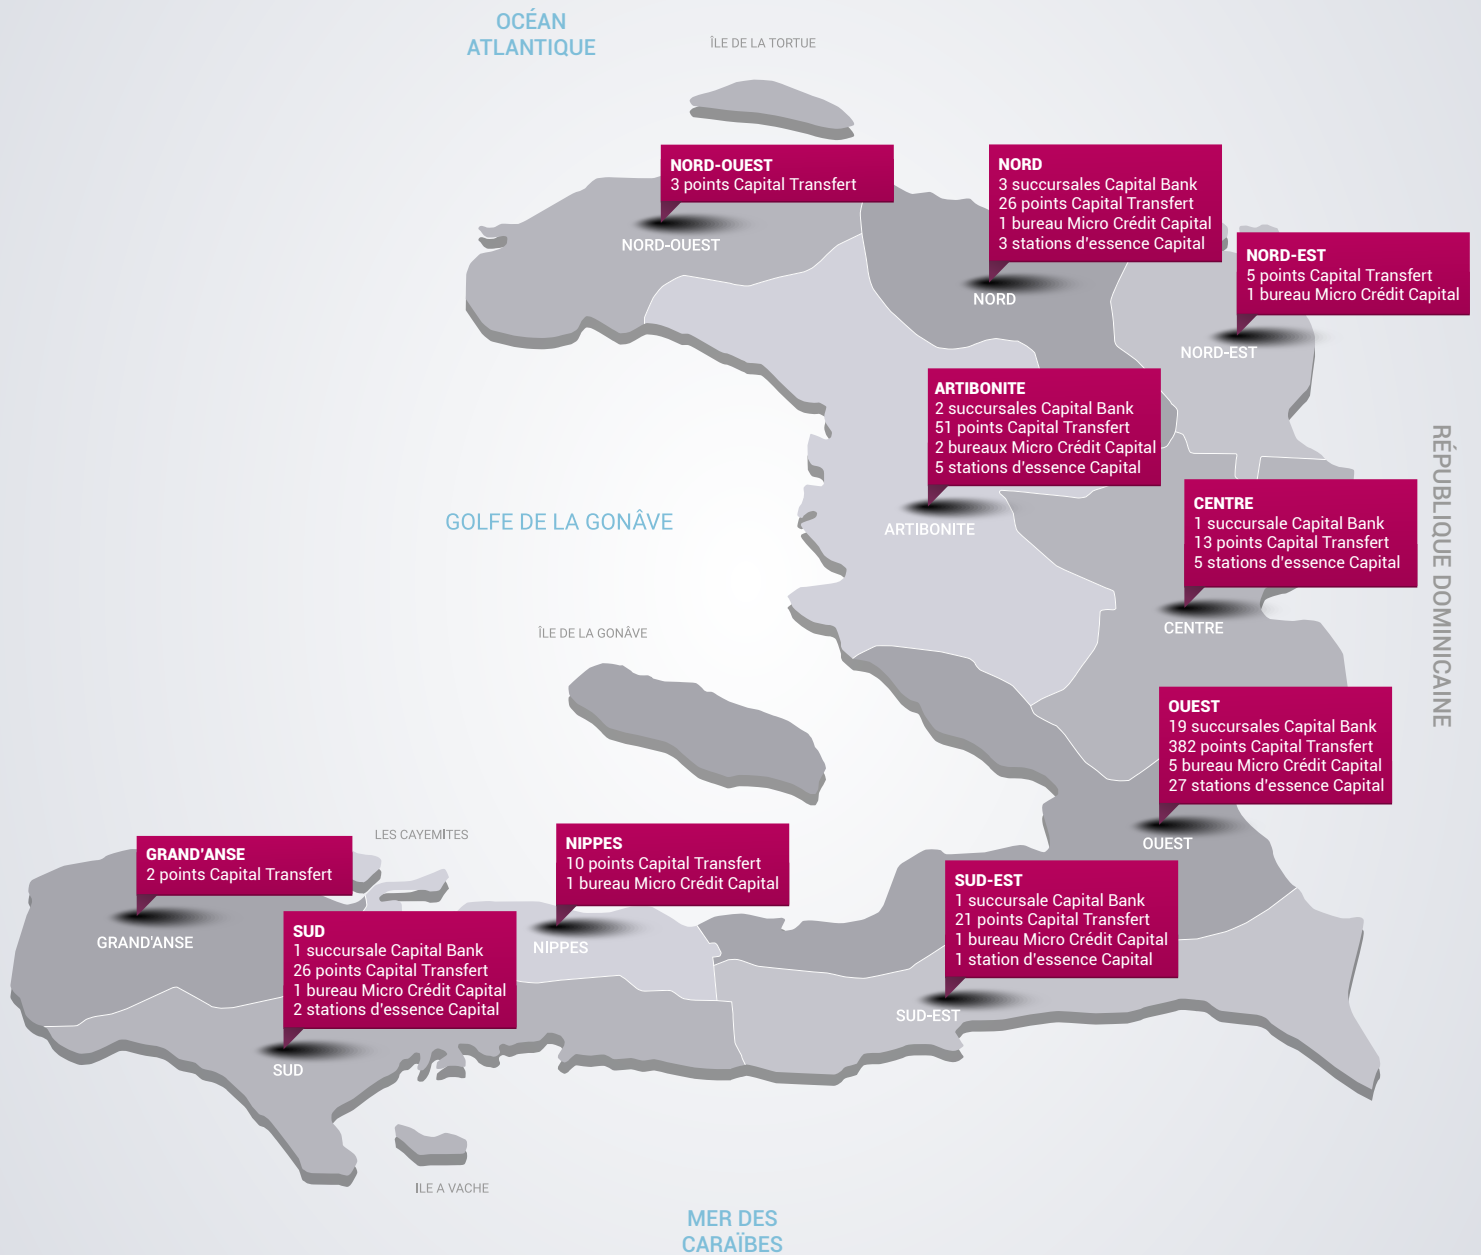 OCÉAN
ATLANTIQUE
ÎLE DE LA TORTUE
NORD-OUEST
3 points Capital Transfert
NORD-OUEST
NORD
3 succursales Capital Bank
26 points Capital Transfert
1 bureau Micro Crédit Capital
3 stations d'essence Capital
NORD
NORD-EST
5 points Capital Transfert
1 bureau Micro Crédit Capital
NORD-EST
ARTIBONITE
2 succursales Capital Bank
51 points Capital Transfert
2 bureaux Micro Crédit Capital
5 stations d'essence Capital
ARTIBONITE
RÉPUBLIQUE DOMINICAINE
GOLFE DE LA GONÂVE
CENTRE
1 succursale Capital Bank
13 points Capital Transfert
5 stations d'essence Capital
CENTRE
ÎLE DE LA GONÂVE
OUEST
19 succursales Capital Bank
382 points Capital Transfert
5 bureau Micro Crédit Capital
27 stations d'essence Capital
OUEST
LES CAYEMITES
GRAND'ANSE
2 points Capital Transfert
GRAND'ANSE
NIPPES
10 points Capital Transfert
1 bureau Micro Crédit Capital
NIPPES
SUD-EST
1 succursale Capital Bank
21 points Capital Transfert
1 bureau Micro Crédit Capital
1 station d'essence Capital
SUD-EST
SUD
1 succursale Capital Bank
26 points Capital Transfert
1 bureau Micro Crédit Capital
2 stations d'essence Capital
SUD
ILE A VACHE
MER DES
CARAÏBES